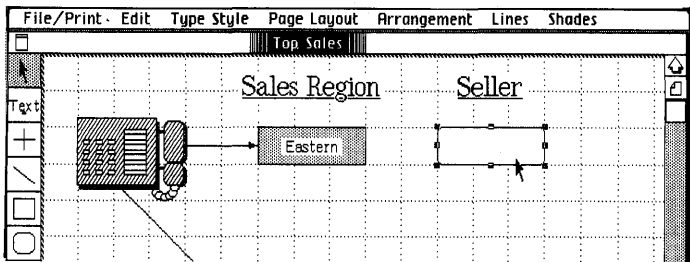 File/Print Edit Type Style Page Layout Arrangement Lines Shades
Top Sales
Sales Region Seller
Text
Eastern